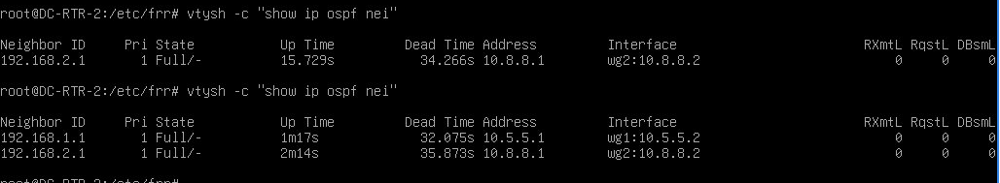 root@DC-RTR-2:/etc/frr# vtysh -c "show ip ospf nei"
Neighbor ID     Pri State           Up Time         Dead Time Address         Interface                        RXmtL RqstL DBsmL
192.168.2.1       1 Full/-          15.729s           34.266s 10.8.8.1        wg2:10.8.8.2                         0     0     0
root@DC-RTR-2:/etc/frr# vtysh -c "show ip ospf nei"
Neighbor ID     Pri State           Up Time         Dead Time Address         Interface                        RXmtL RqstL DBsmL
192.168.1.1       1 Full/-          1m17s             32.075s 10.5.5.1        wg1:10.5.5.2                         0     0     0
192.168.2.1       1 Full/-          2m14s             35.873s 10.8.8.1        wg2:10.8.8.2                         0     0     0
root@DC-RTR-2:/etc/frr#